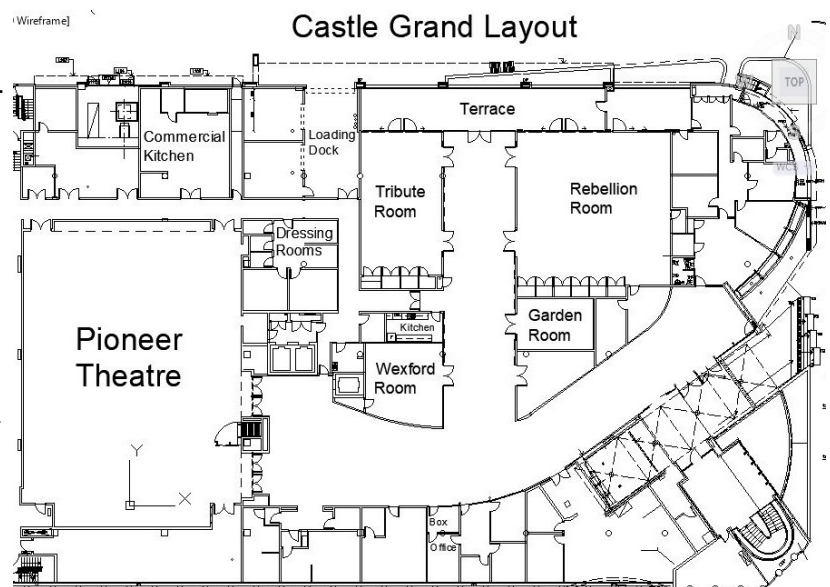 Wireframe]
Castle Grand Layout
N
TOP
WCS
Terrace
Commercial
Kitchen
Loading
Dock
Tribute
Room
Rebellion
Room
Dressing
Rooms
Pioneer
Theatre
Kitchen
Garden
Room
Wexford
Room
Y
X
Box
Office